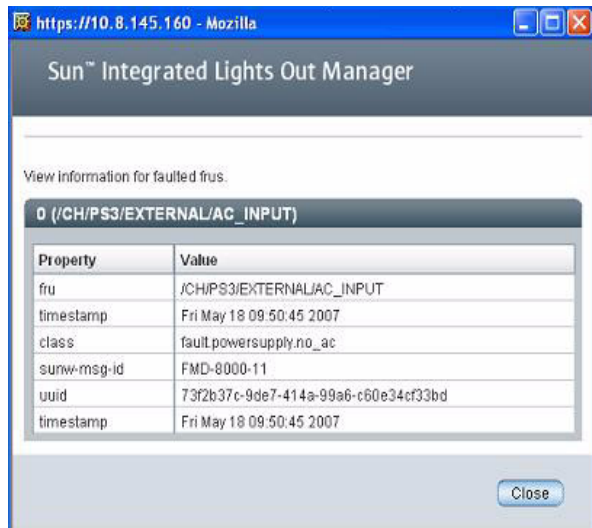 https://10.8.145.160 - Mozilla
Sun™ Integrated Lights Out Manager
View information for faulted frus.
0 (/CH/PS3/EXTERNAL/AC_INPUT)
Property Value
fru /CH/PS3/EXTERNAL/AC_INPUT
timestamp Fri May 18 09:50:45 2007
class fault.powersupply.no_ac
sunw-msg-id FMD-8000-11
uuid 73f2b37c-9de7-414a-99a6-c60e34cf33bd
timestamp Fri May 18 09:50:45 2007
Close